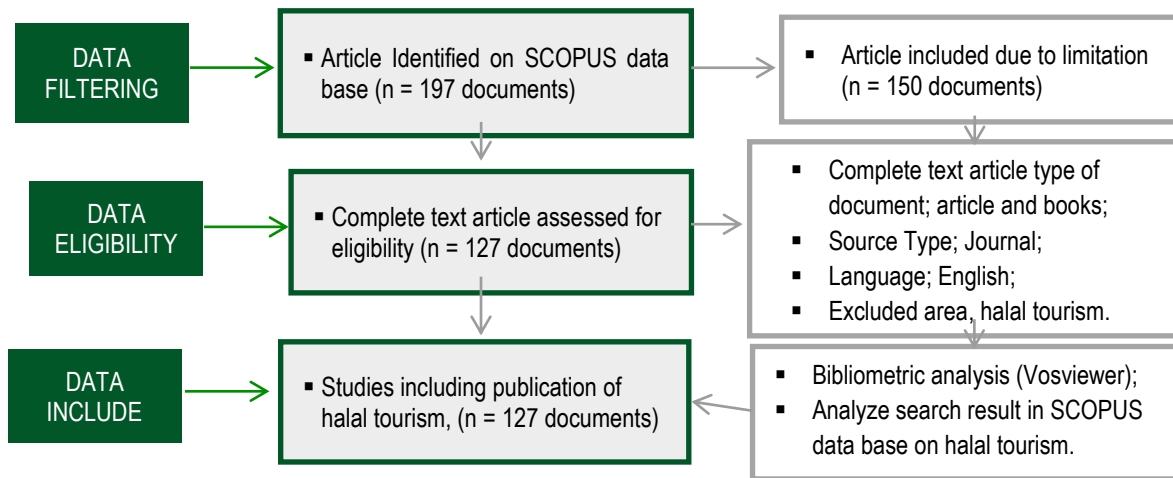 DATA
FILTERING
▪ Article Identified on SCOPUS data
base (n = 197 documents)
▪ Article included due to limitation
(n = 150 documents)
DATA
ELIGIBILITY
▪ Complete text article assessed for
eligibility (n = 127 documents)
▪ Complete text article type of
document; article and books;
▪ Source Type; Journal;
▪ Language; English;
▪ Excluded area, halal tourism.
DATA
INCLUDE
▪ Studies including publication of
halal tourism, (n = 127 documents)
▪ Bibliometric analysis (Vosviewer);
▪ Analyze search result in SCOPUS
data base on halal tourism.